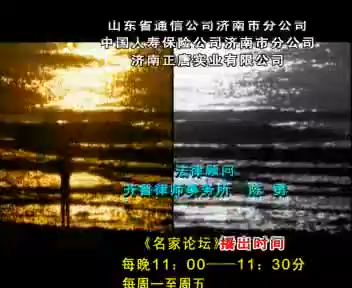 山东省通信公司济南市分公司
中国人寿保险公司济南市分公司
济南正唐实业有限公司
法律顾问
齐鲁律师事务所 陈 勇
《名家论坛》播出时间
每晚11：00——11：30分
每周一至周五